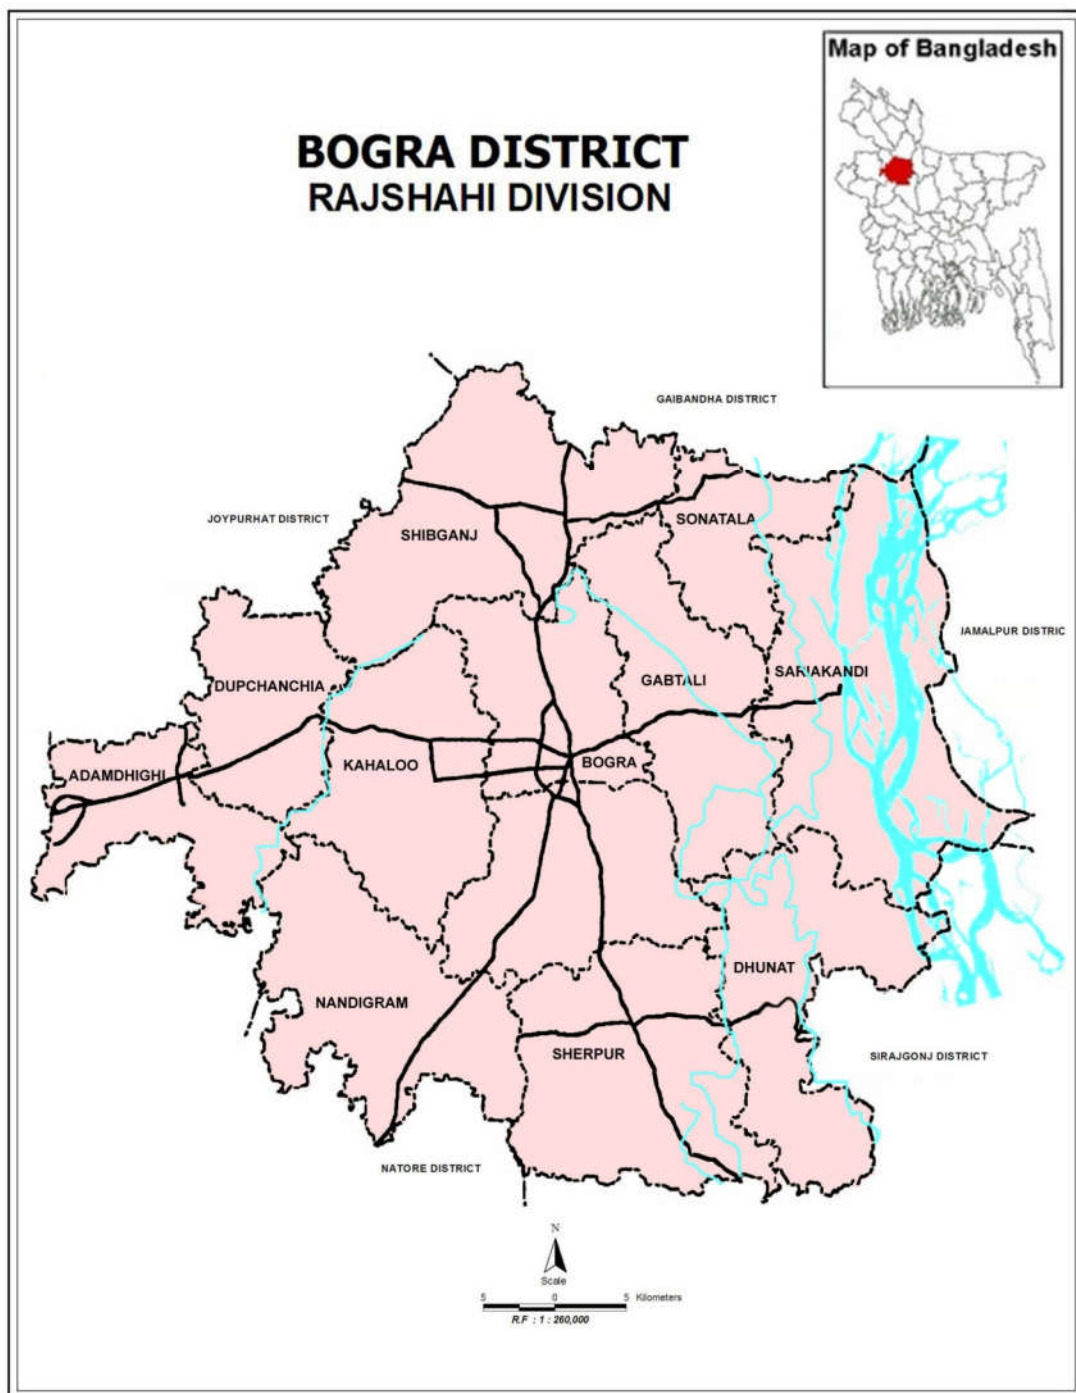 Map of Bangladesh
BOGRA DISTRICT
RAJSHAHI DIVISION
GAIBANDHA DISTRICT
JOYPURHAT DISTRICT
SHIBGANJ
SONATALA
JAMALPUR DISTRIC
DUPCHANCHIA
GABTALI
SARIAKANDI
ADAMDHIGHI
KAHALOO
BOGRA
DHUNAT
NANDIGRAM
SHERPUR
SIRAJGONJ DISTRICT
NATORE DISTRICT
N
Scale
5 0 5 Kilometers
R.F : 1 : 260,000